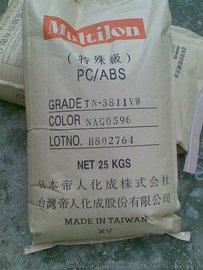 Multilon
(特殊級)
PC/ABS
GRADE TN-3811VW
COLOR NAG0596
LOTNO. H802764
NET 25 KGS
日本帝人化成株式会社
台灣帝人化成股份有限公司
MADE IN TAIWAN
XV